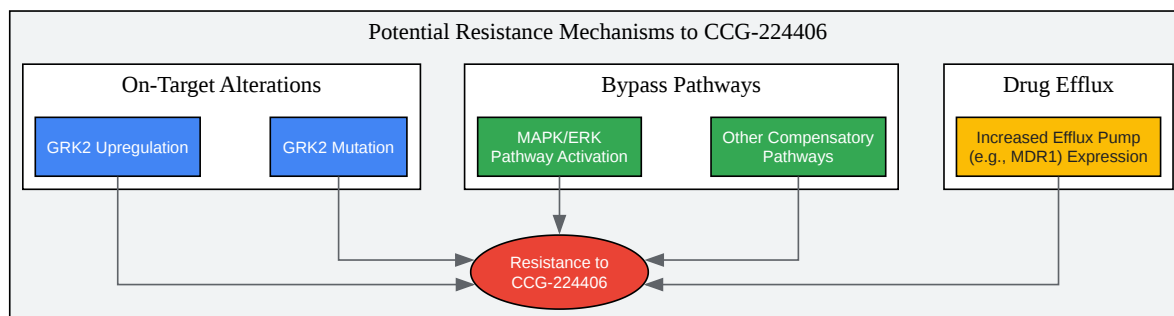 Potential Resistance Mechanisms to CCG-224406
On-Target Alterations
GRK2 Upregulation
GRK2 Mutation
Bypass Pathways
MAPK/ERK
Pathway Activation
Other Compensatory
Pathways
Drug Efflux
Increased Efflux Pump
(e.g., MDR1) Expression
Resistance to
CCG-224406